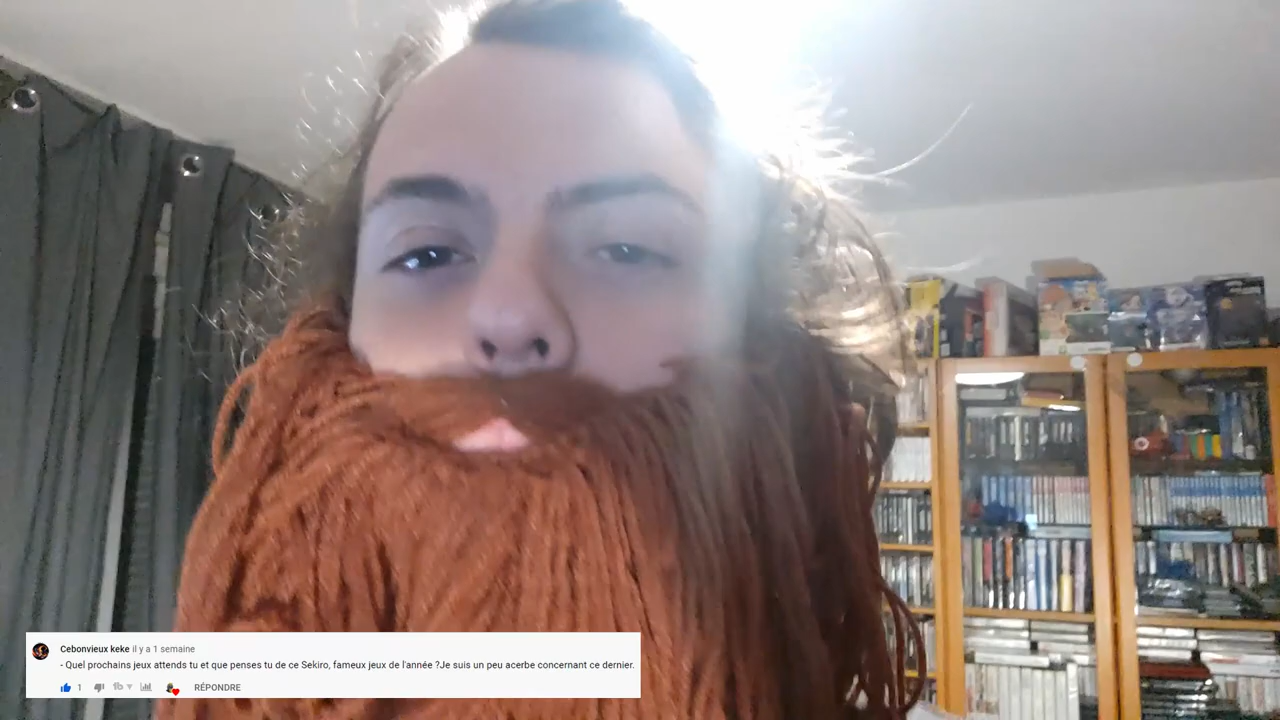 Cebonvieux keke il y a 1 semaine
- Quel prochains jeux attends tu et que penses tu de ce Sekiro, fameux jeux de l'année ?Je suis un peu acerbe concernant ce dernier.
1 RÉPONDRE